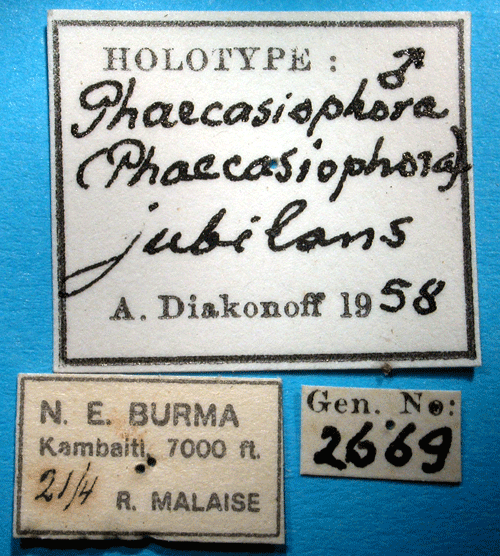 HOLOTYPE : ♂
Phaecasiophora
(Phaecasiophora)
jubilans
A. Diakonoff 1958
N. E. BURMA
Kambaiti, 7000 ft.
21/4 R. MALAISE
Gen. No:
2669